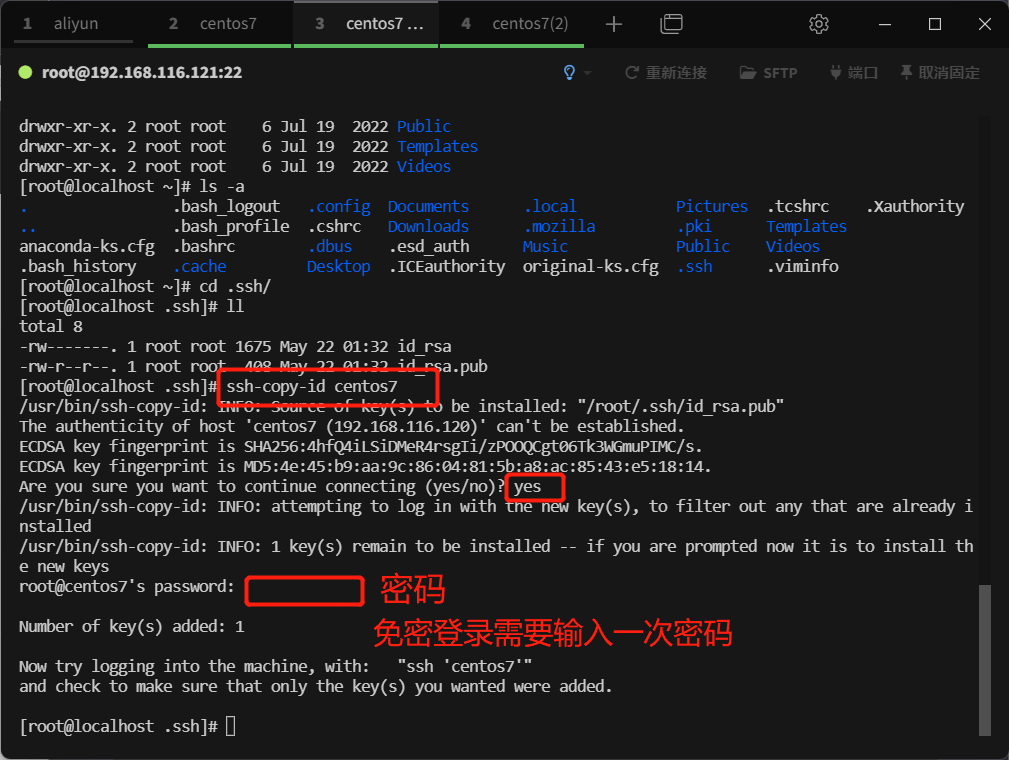 1 aliyun 2 centos7 3 centos7 ... 4 centos7(2)
root@192.168.116.121:22 重新连接 SFTP 端口 取消固定
drwxr-xr-x. 2 root root 6 Jul 19 2022 Public
drwxr-xr-x. 2 root root 6 Jul 19 2022 Templates
drwxr-xr-x. 2 root root 6 Jul 19 2022 Videos
[root@localhost ~]# ls -a
. .bash_logout .config Documents .local Pictures .tcshrc .Xauthority
.. .bash_profile .cshrc Downloads .mozilla .pki Templates
anaconda-ks.cfg .bashrc .dbus .esd_auth Music Public Videos
.bash_history .cache Desktop .ICEauthority original-ks.cfg .ssh .viminfo
[root@localhost ~]# cd .ssh/
[root@localhost .ssh]# ll
total 8
-rw-------. 1 root root 1675 May 22 01:32 id_rsa
-rw-r--r--. 1 root root 408 May 22 01:32 id_rsa.pub
[root@localhost .ssh]# ssh-copy-id centos7
/usr/bin/ssh-copy-id: INFO: Source of key(s) to be installed: "/root/.ssh/id_rsa.pub"
The authenticity of host 'centos7 (192.168.116.120)' can't be established.
ECDSA key fingerprint is SHA256:4hfQ4iLSiDMeR4rsgIi/zPOOQCgt06Tk3WGmuPIMC/s.
ECDSA key fingerprint is MD5:4e:45:b9:aa:9c:86:04:81:5b:a8:ac:85:43:e5:18:14.
Are you sure you want to continue connecting (yes/no)? yes
/usr/bin/ssh-copy-id: INFO: attempting to log in with the new key(s), to filter out any that are already i
nstalled
/usr/bin/ssh-copy-id: INFO: 1 key(s) remain to be installed -- if you are prompted now it is to install th
e new keys
root@centos7's password: 密码
Number of key(s) added: 1
免密登录需要输入一次密码
Now try logging into the machine, with: "ssh 'centos7'"
and check to make sure that only the key(s) you wanted were added.
[root@localhost .ssh]#